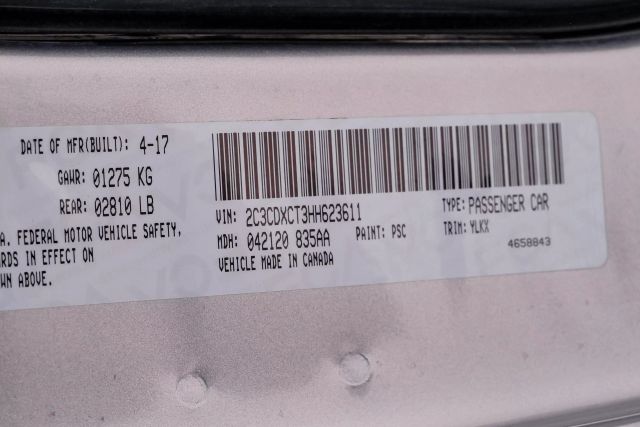 DATE OF MFR(BUILT): 4-17
GAWR: 01275 KG
REAR: 02810 LB
A. FEDERAL MOTOR VEHICLE SAFETY,
RDS IN EFFECT ON
WN ABOVE.
VIN: 2C3CDXCT3HH623611
TYPE: PASSENGER CAR
MDH: 042120 835AA PAINT: PSC
TRIM: YLKX
VEHICLE MADE IN CANADA
4658843